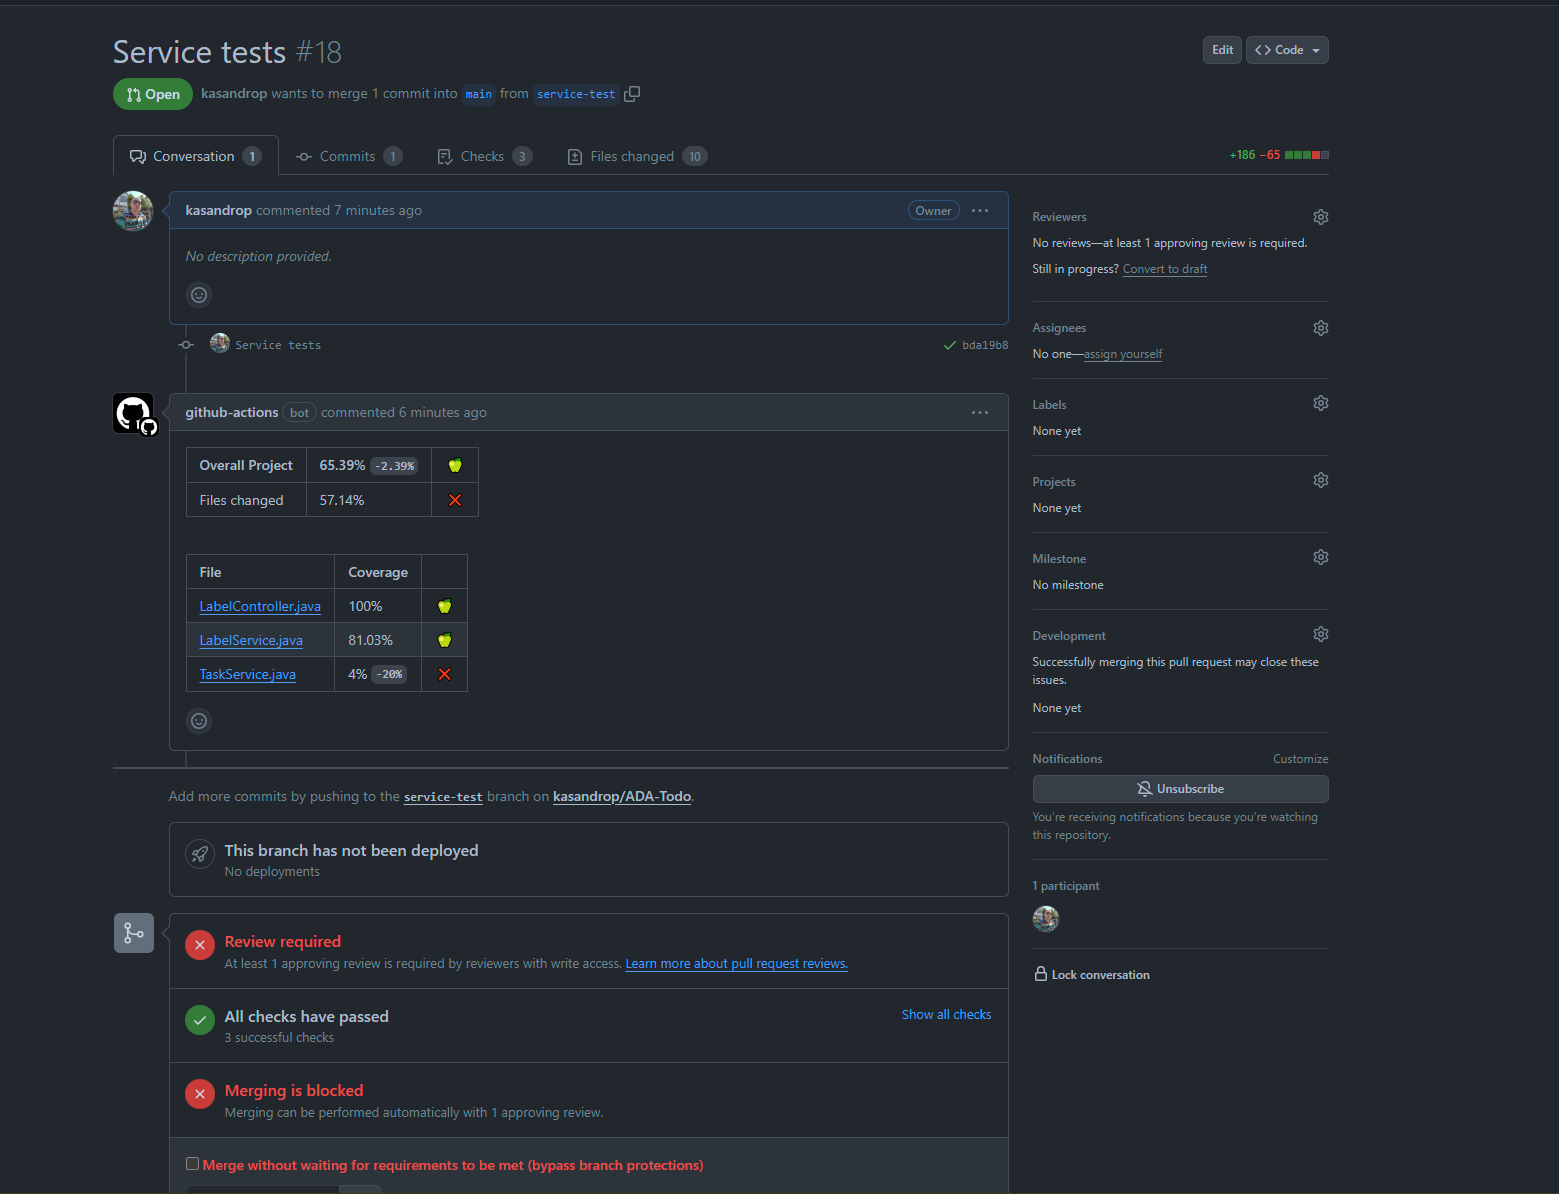 Service tests #18
Edit
Code
Open
kasandrop wants to merge 1 commit into main from service-test
Conversation 1
Commits 1
Checks 3
Files changed 10
+186 −65
kasandrop commented 7 minutes ago
Owner
No description provided.
Service tests
bda19b8
github-actions bot commented 6 minutes ago
Overall Project 65.39% -2.39%
Files changed 57.14%
File Coverage
LabelController.java 100%
LabelService.java 81.03%
TaskService.java 4% -20%
Add more commits by pushing to the service-test branch on kasandrop/ADA-Todo.
This branch has not been deployed
No deployments
Review required
At least 1 approving review is required by reviewers with write access. Learn more about pull request reviews.
All checks have passed
3 successful checks
Show all checks
Merging is blocked
Merging can be performed automatically with 1 approving review.
Merge without waiting for requirements to be met (bypass branch protections)
Reviewers
No reviews—at least 1 approving review is required.
Still in progress? Convert to draft
Assignees
No one—assign yourself
Labels
None yet
Projects
None yet
Milestone
No milestone
Development
Successfully merging this pull request may close these
issues.
None yet
Notifications
Customize
Unsubscribe
You're receiving notifications because you're watching
this repository.
1 participant
Lock conversation